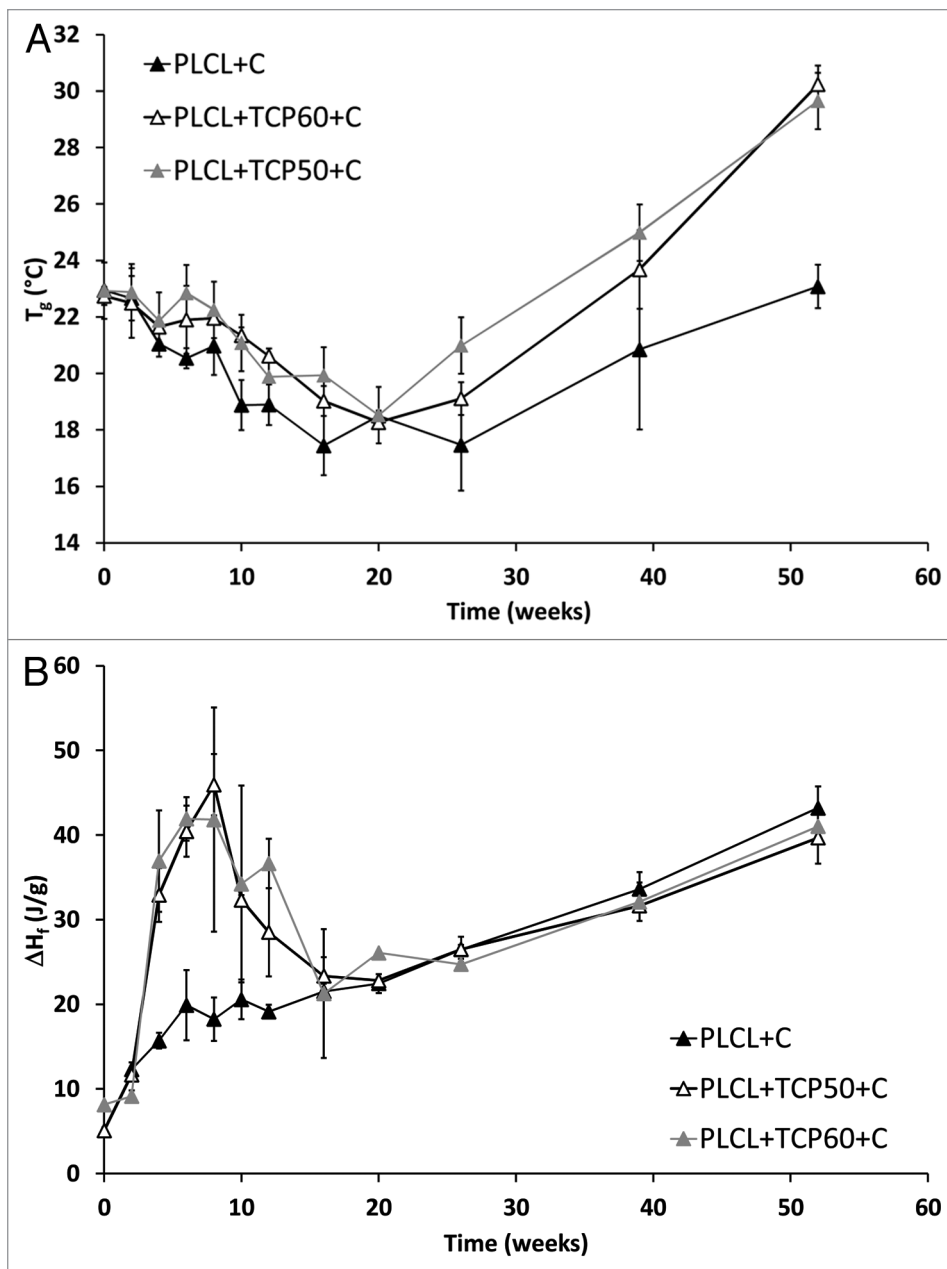 A
32
30
28
26
24
22
20
18
16
14
T_g (°C)
PLCL+C
PLCL+TCP60+C
PLCL+TCP50+C
0 10 20 30 40 50 60
Time (weeks)
B
60
50
40
30
20
10
0
ΔH_f (J/g)
PLCL+C
PLCL+TCP50+C
PLCL+TCP60+C
0 10 20 30 40 50 60
Time (weeks)